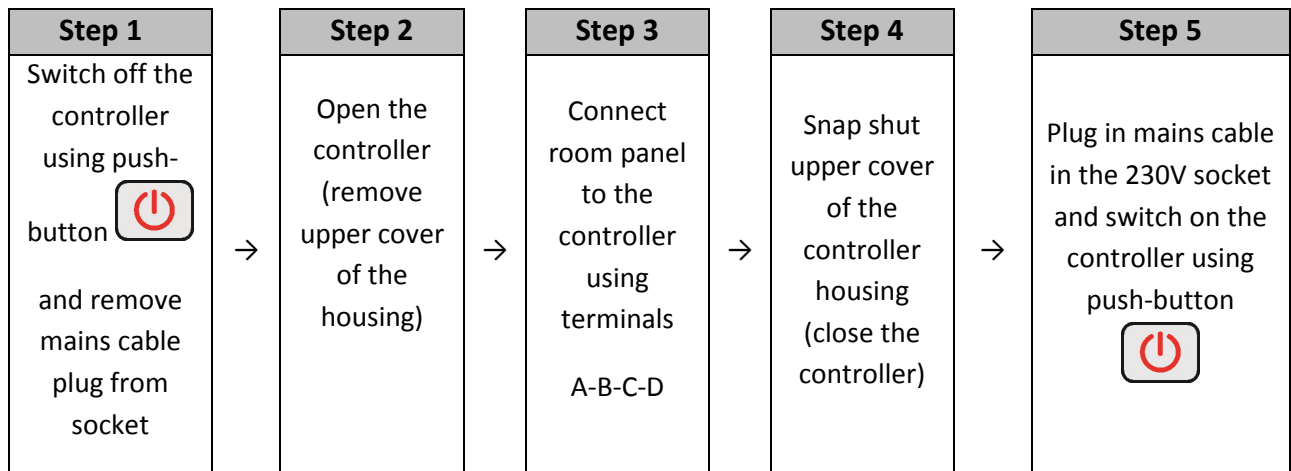 Step 1
Switch off the
controller
using push-
button
and remove
mains cable
plug from
socket
→
Step 2
Open the
controller
(remove
upper cover
of the
housing)
→
Step 3
Connect
room panel
to the
controller
using
terminals
A-B-C-D
→
Step 4
Snap shut
upper cover
of the
controller
housing
(close the
controller)
→
Step 5
Plug in mains cable
in the 230V socket
and switch on the
controller using
push-button